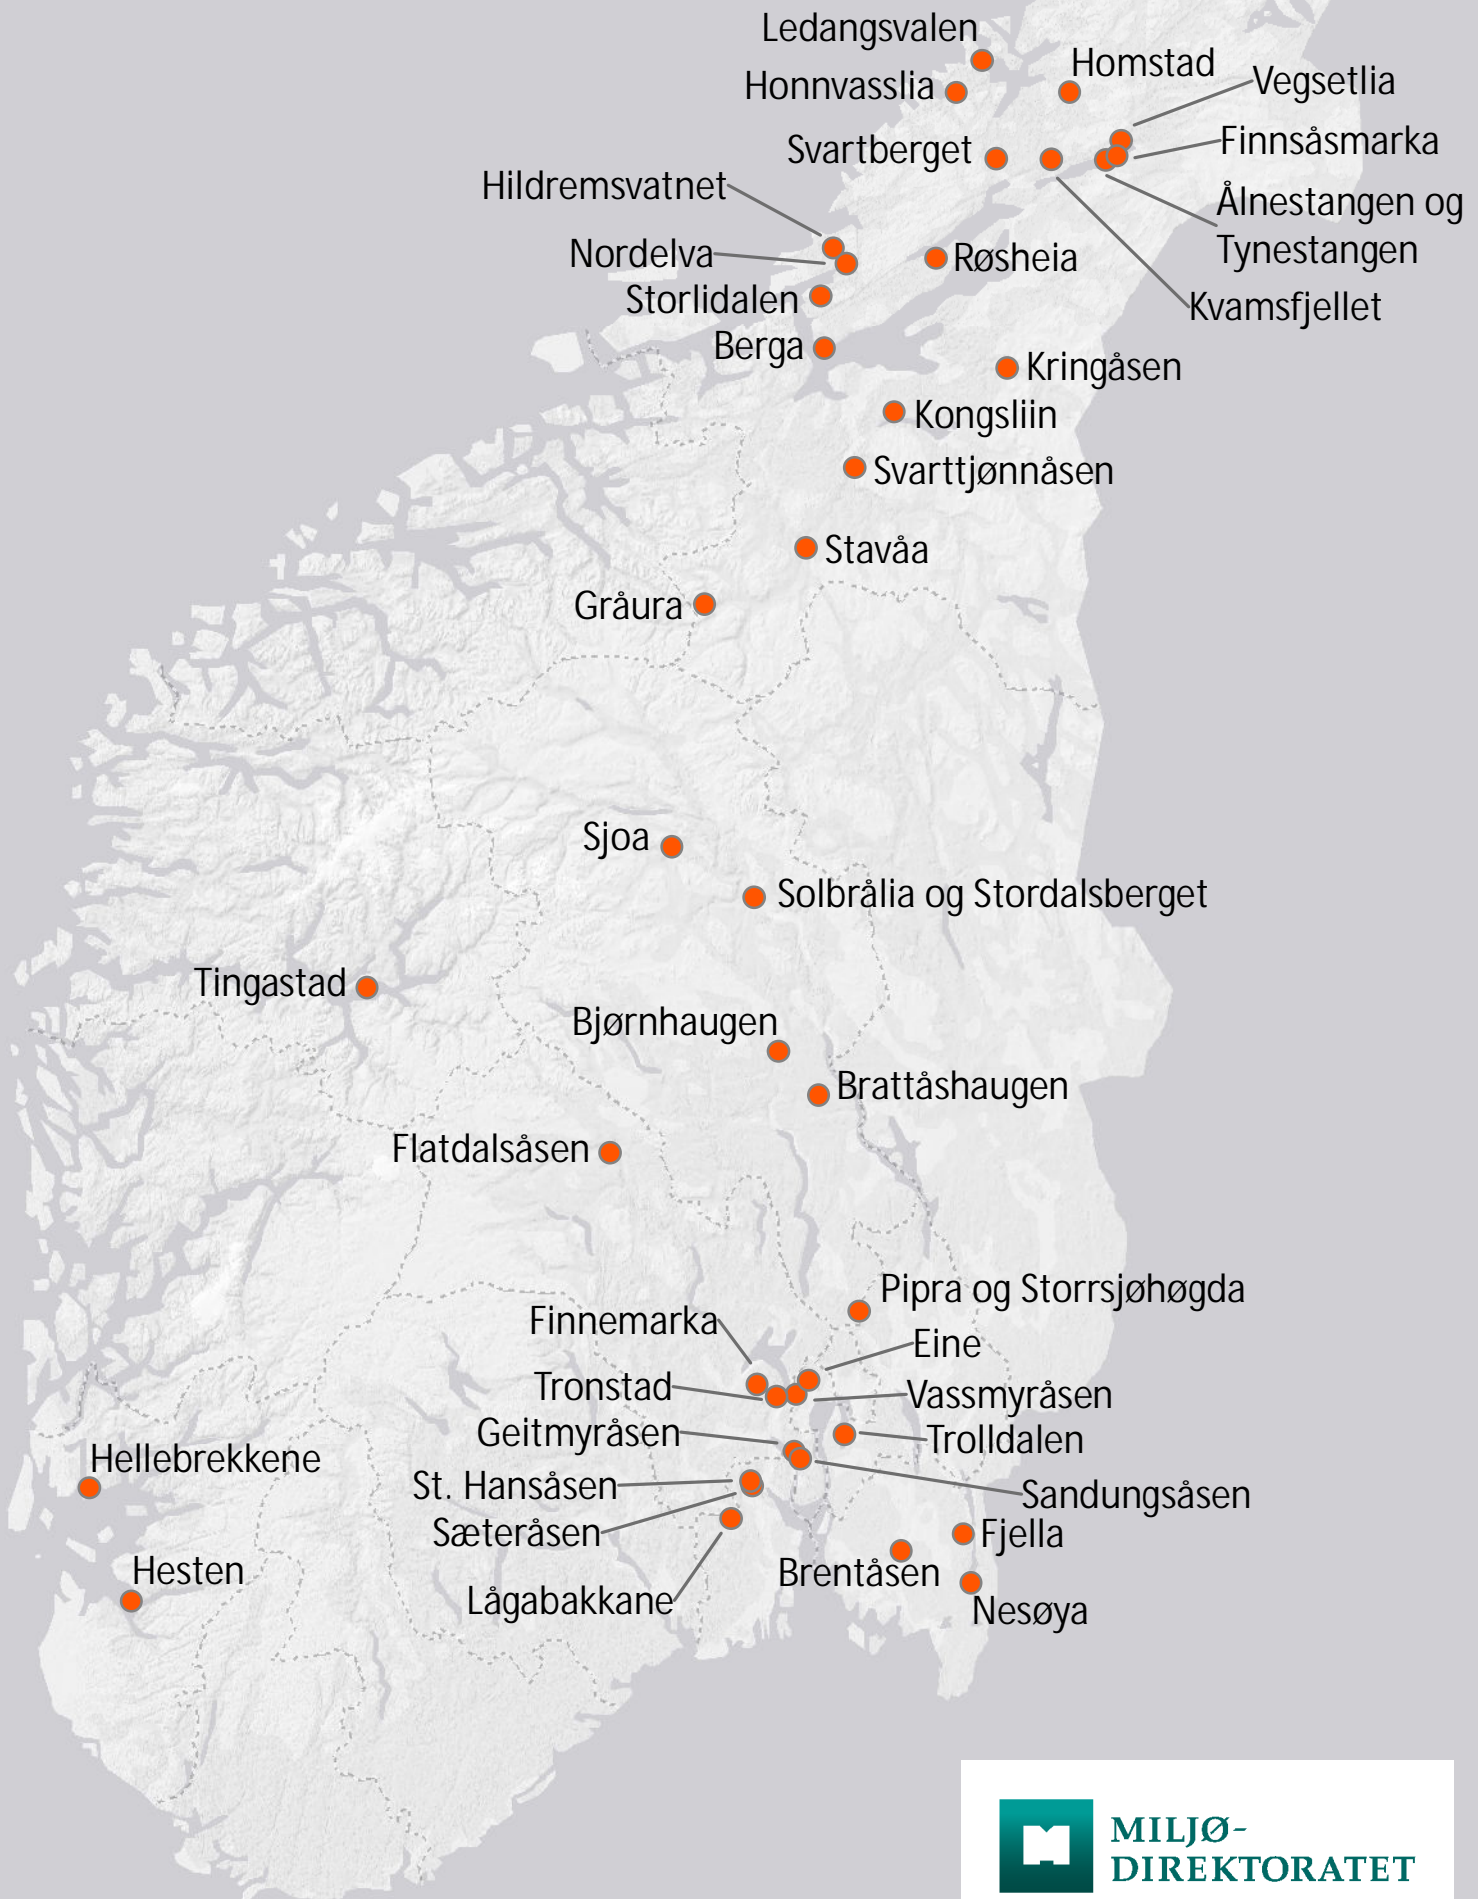 Ledangsvalen
Homstad
Honnvasslia
Vegsetlia
Finnsåsmarka
Svartberget
Hildremsvatnet
Ålnestangen og
Tynestangen
Nordelva
Røsheia
Storlidalen
Kvamsfjellet
Berga
Kringåsen
Kongsliin
Svarttjønnåsen
Stavåa
Gråura
Sjoa
Solbrålia og Stordalsberget
Tingastad
Bjørnhaugen
Brattåshaugen
Flatdalsåsen
Pipra og Storrsjøhøgda
Finnemarka
Eine
Tronstad
Vassmyråsen
Geitmyråsen
Trolldalen
Hellebrekkene
St. Hansåsen
Sandungsåsen
Sæteråsen
Fjella
Hesten
Brentåsen
Lågabakkane
Nesøya
MILJØ-
DIREKTORATET